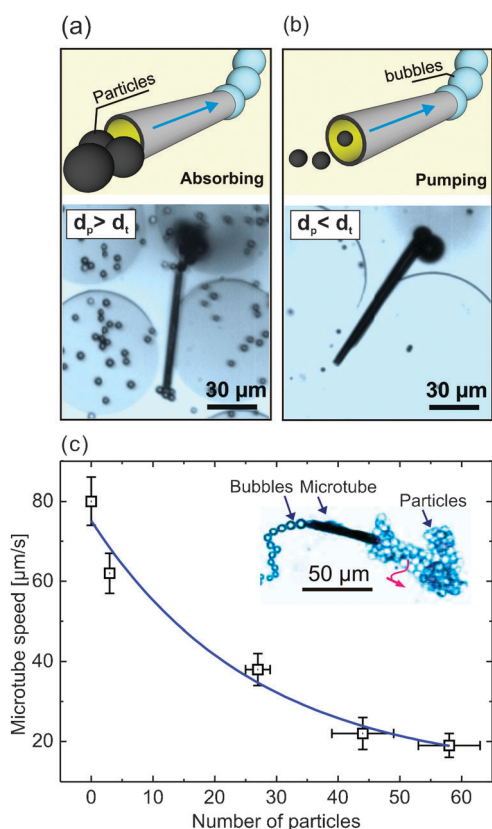 (a)
Particles
Absorbing
dp> dt
30 µm
(b)
bubbles
Pumping
dp< dt
30 µm
(c)
Microtube speed [µm/s]
80
60
40
20
Bubbles Microtube
Particles
50 µm
0 10 20 30 40 50 60
Number of particles